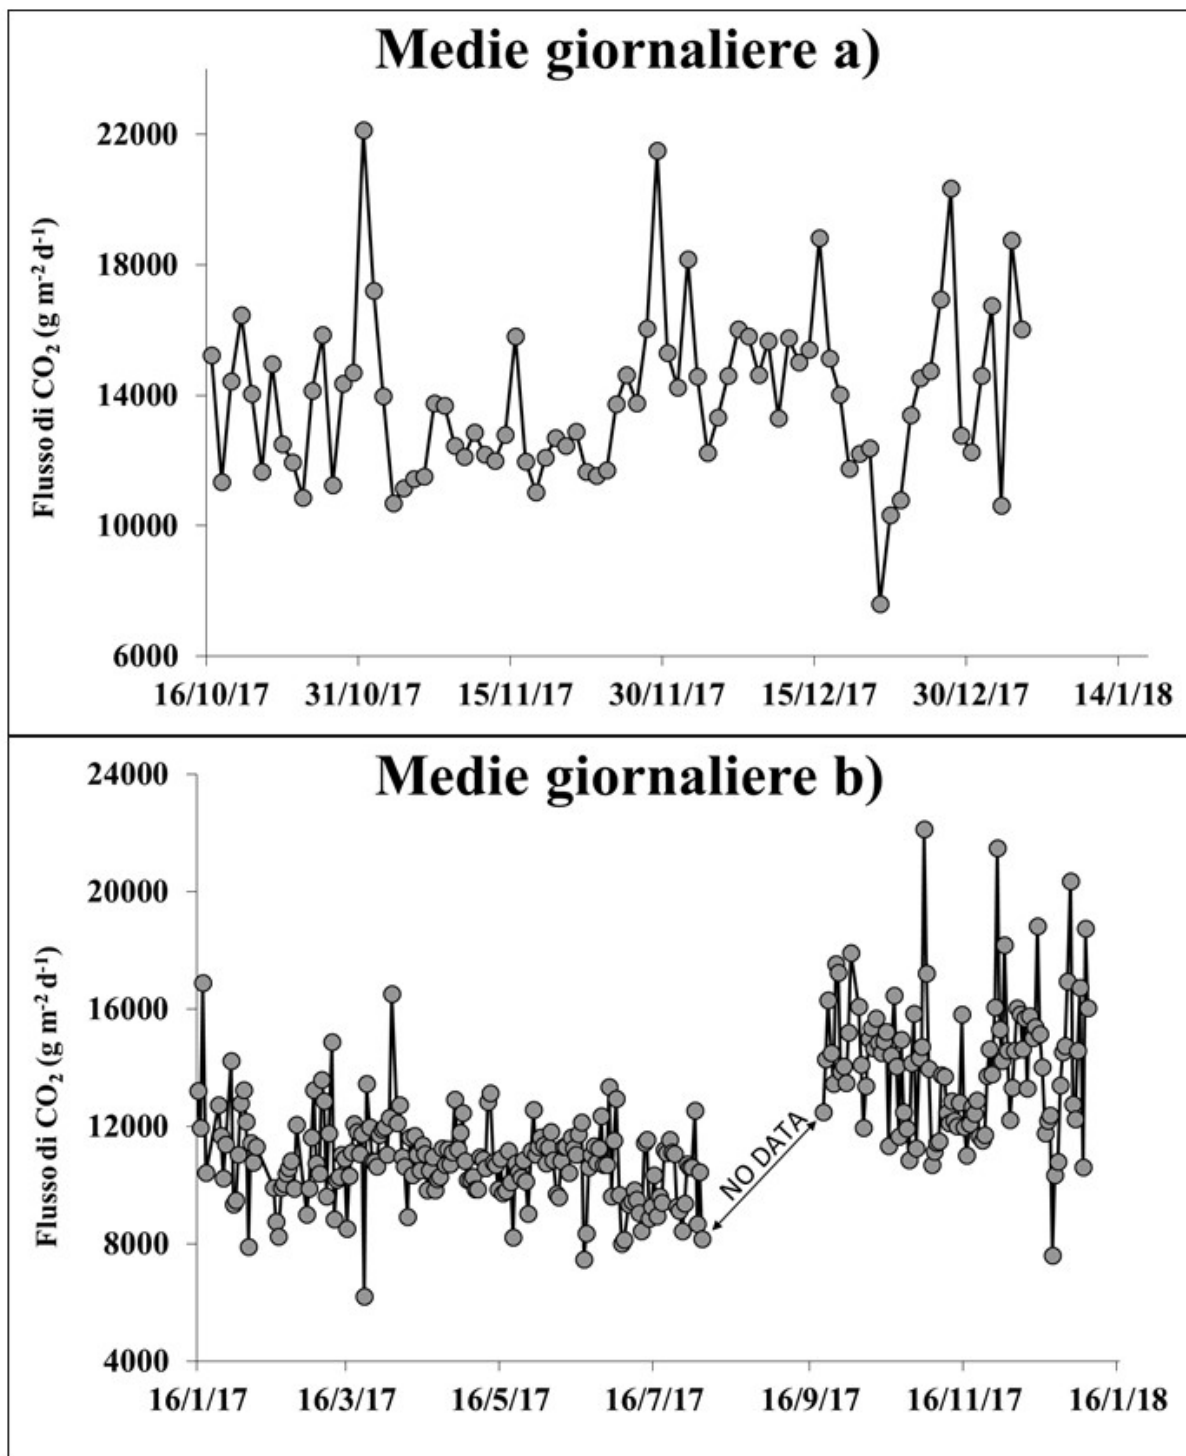 Medie giornaliere a)
Flusso di CO₂ (g m⁻² d⁻¹)
22000
18000
14000
10000
6000
16/10/17 31/10/17 15/11/17 30/11/17 15/12/17 30/12/17 14/1/18
Medie giornaliere b)
Flusso di CO₂ (g m⁻² d⁻¹)
24000
20000
16000
12000
8000
4000
NO DATA
16/1/17 16/3/17 16/5/17 16/7/17 16/9/17 16/11/17 16/1/18